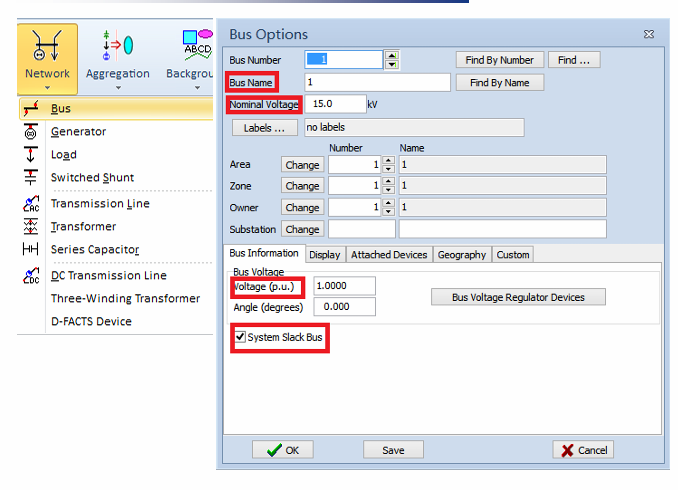 Network
Aggregation
ABCD
Backgrou
Bus
Generator
Load
Switched Shunt
CAC Transmission Line
Transformer
Series Capacitor
CDC DC Transmission Line
Three-Winding Transformer
D-FACTS Device
Bus Options
Bus Number 1 Find By Number Find ...
Bus Name 1 Find By Name
Nominal Voltage 15.0 kV
Labels ... no labels
Number Name
Area Change 1 1
Zone Change 1 1
Owner Change 1 1
Substation Change
Bus Information Display Attached Devices Geography Custom
Bus Voltage
Voltage (p.u.) 1.0000
Bus Voltage Regulator Devices
Angle (degrees) 0.000
System Slack Bus
OK Save Cancel